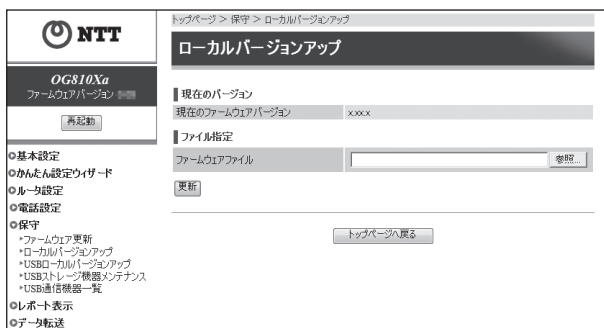 NTT
OG810Xa
ファームウェアバージョン
再起動
基本設定
かんたん設定ウィザード
ルータ設定
電話設定
保守
ファームウェア更新
ローカルバージョンアップ
USBローカルバージョンアップ
USBストレージ機器メンテナンス
USB通信機器一覧
レポート表示
データ転送
トップページ > 保守 > ローカルバージョンアップ
ローカルバージョンアップ
現在のバージョン
現在のファームウェアバージョン x.xx.x
ファイル指定
ファームウェアファイル 参照...
更新
トップページへ戻る